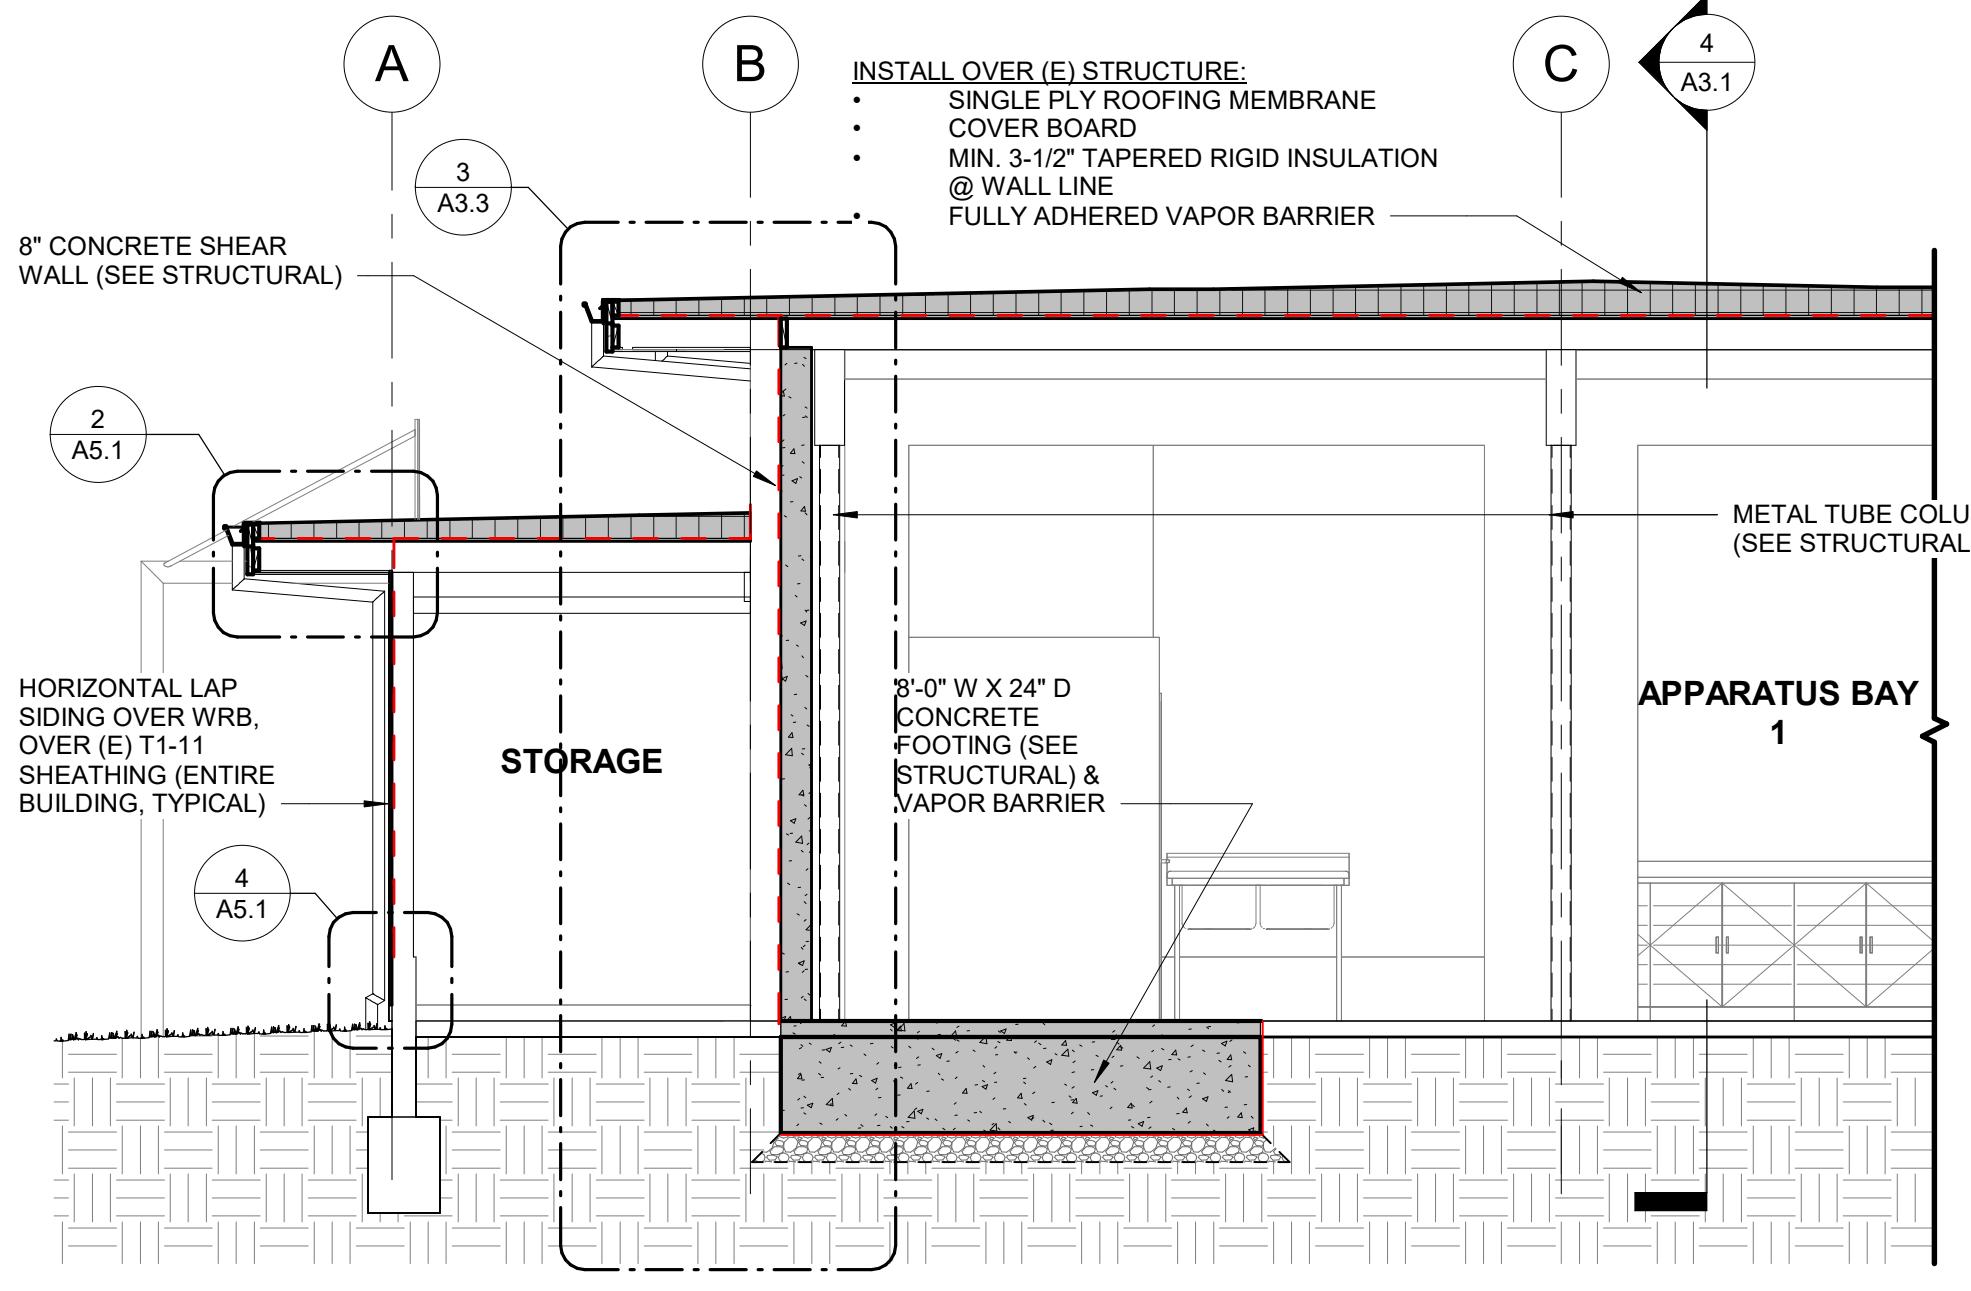 A
B
C
4
A3.1
INSTALL OVER (E) STRUCTURE:
• SINGLE PLY ROOFING MEMBRANE
• COVER BOARD
• MIN. 3-1/2" TAPERED RIGID INSULATION
@ WALL LINE
• FULLY ADHERED VAPOR BARRIER
3
A3.3
8" CONCRETE SHEAR
WALL (SEE STRUCTURAL)
2
A5.1
METAL TUBE COLU
(SEE STRUCTURAL
HORIZONTAL LAP
SIDING OVER WRB,
OVER (E) T1-11
SHEATHING (ENTIRE
BUILDING, TYPICAL)
STORAGE
8'-0" W X 24" D
CONCRETE
FOOTING (SEE
STRUCTURAL) &
VAPOR BARRIER
APPARATUS BAY
1
4
A5.1